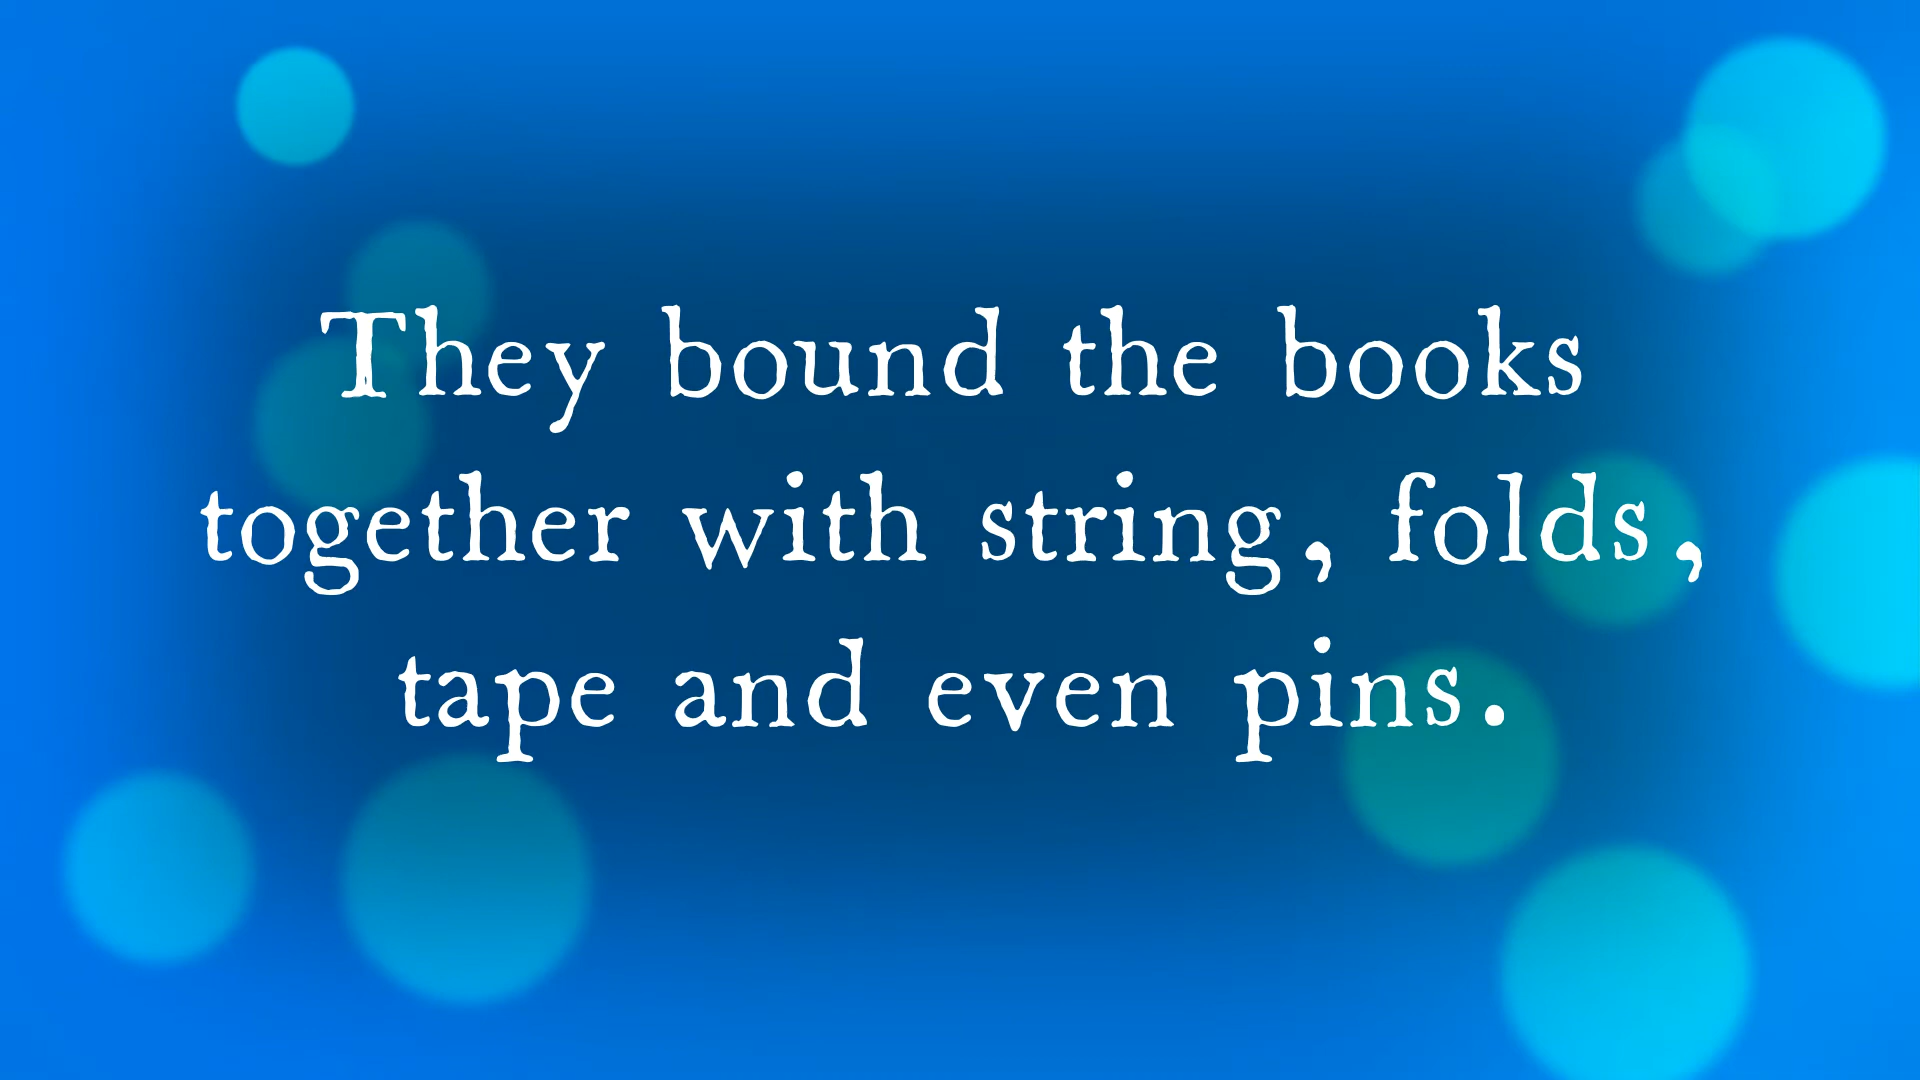 They bound the books
together with string, folds,
tape and even pins.